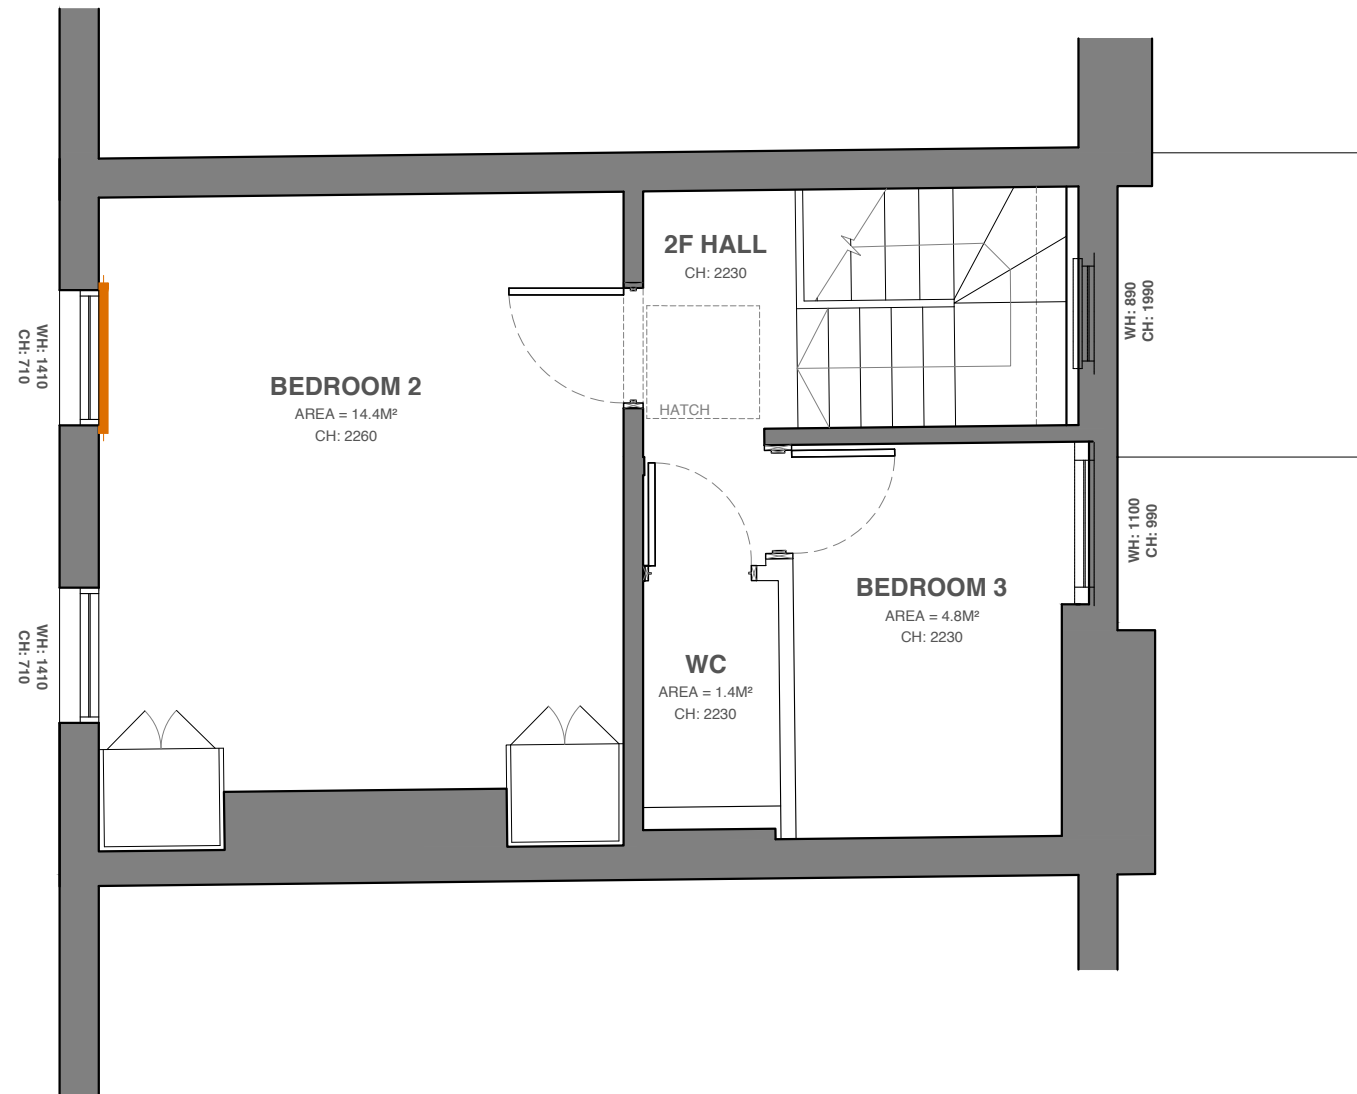 2F HALL
CH: 2230
WH: 890
CH: 1990
WH: 1410
CH: 710
BEDROOM 2
AREA = 14.4M²
CH: 2260
HATCH
WH: 1100
CH: 990
BEDROOM 3
AREA = 4.8M²
CH: 2230
WH: 1410
CH: 710
WC
AREA = 1.4M²
CH: 2230